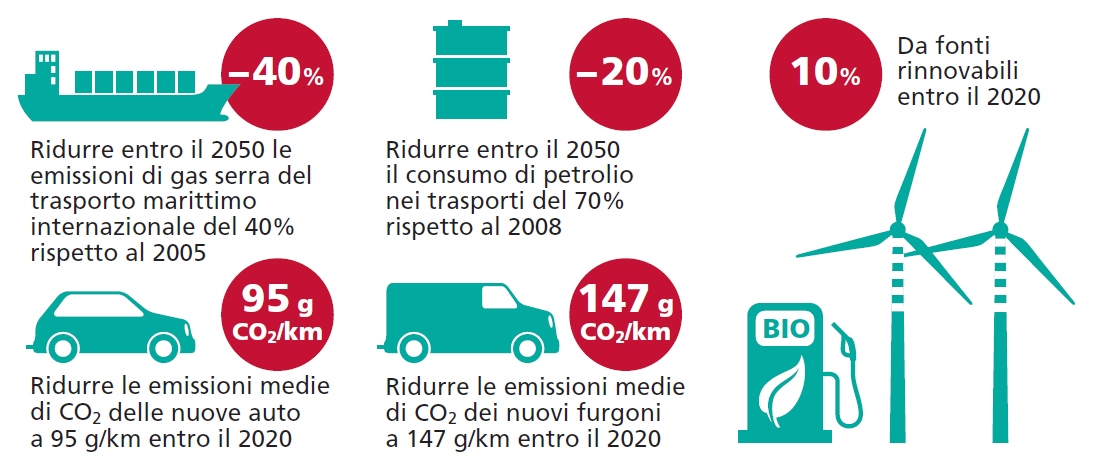 –40%
Ridurre entro il 2050 le
emissioni di gas serra del
trasporto marittimo
internazionale del 40%
rispetto al 2005
–20%
Ridurre entro il 2050
il consumo di petrolio
nei trasporti del 70%
rispetto al 2008
10%
Da fonti
rinnovabili
entro il 2020
95 g
CO₂/km
Ridurre le emissioni medie
di CO₂ delle nuove auto
a 95 g/km entro il 2020
147 g
CO₂/km
Ridurre le emissioni medie
di CO₂ dei nuovi furgoni
a 147 g/km entro il 2020
BIO